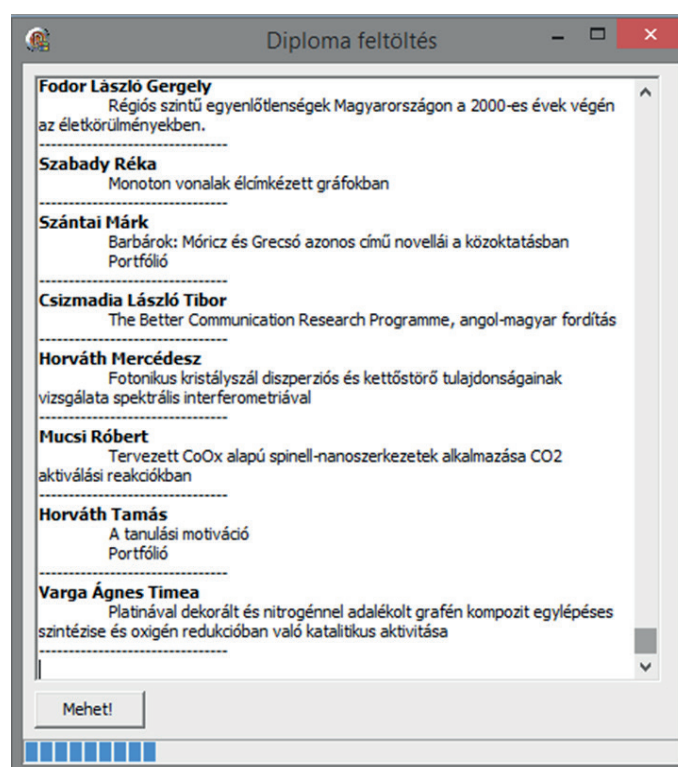 Diploma feltöltés
Fodor László Gergely
Régiós szintű egyenlőtlenségek Magyarországon a 2000-es évek végén
az életkörülményekben.
-------------------------------
Szabady Réka
Monoton vonalak élcímkézett gráfokban
-------------------------------
Szántai Márk
Barbárok: Móricz és Grecsó azonos című novellái a közoktatásban
Portfólió
-------------------------------
Csizmadia László Tibor
The Better Communication Research Programme, angol-magyar fordítás
-------------------------------
Horváth Mercédesz
Fotonikus kristályszál diszperziós és kettőstörő tulajdonságainak
vizsgálata spektrális interferometriával
-------------------------------
Mucsi Róbert
Tervezett CoOx alapú spinell-nanoszerkezetek alkalmazása CO2
aktiválási reakciókban
-------------------------------
Horváth Tamás
A tanulási motiváció
Portfólió
-------------------------------
Varga Ágnes Timea
Platinával dekorált és nitrogénnel adalékolt grafén kompozit egylépéses
szintézise és oxigén redukcióban való katalitikus aktivitása
-------------------------------
Mehet!